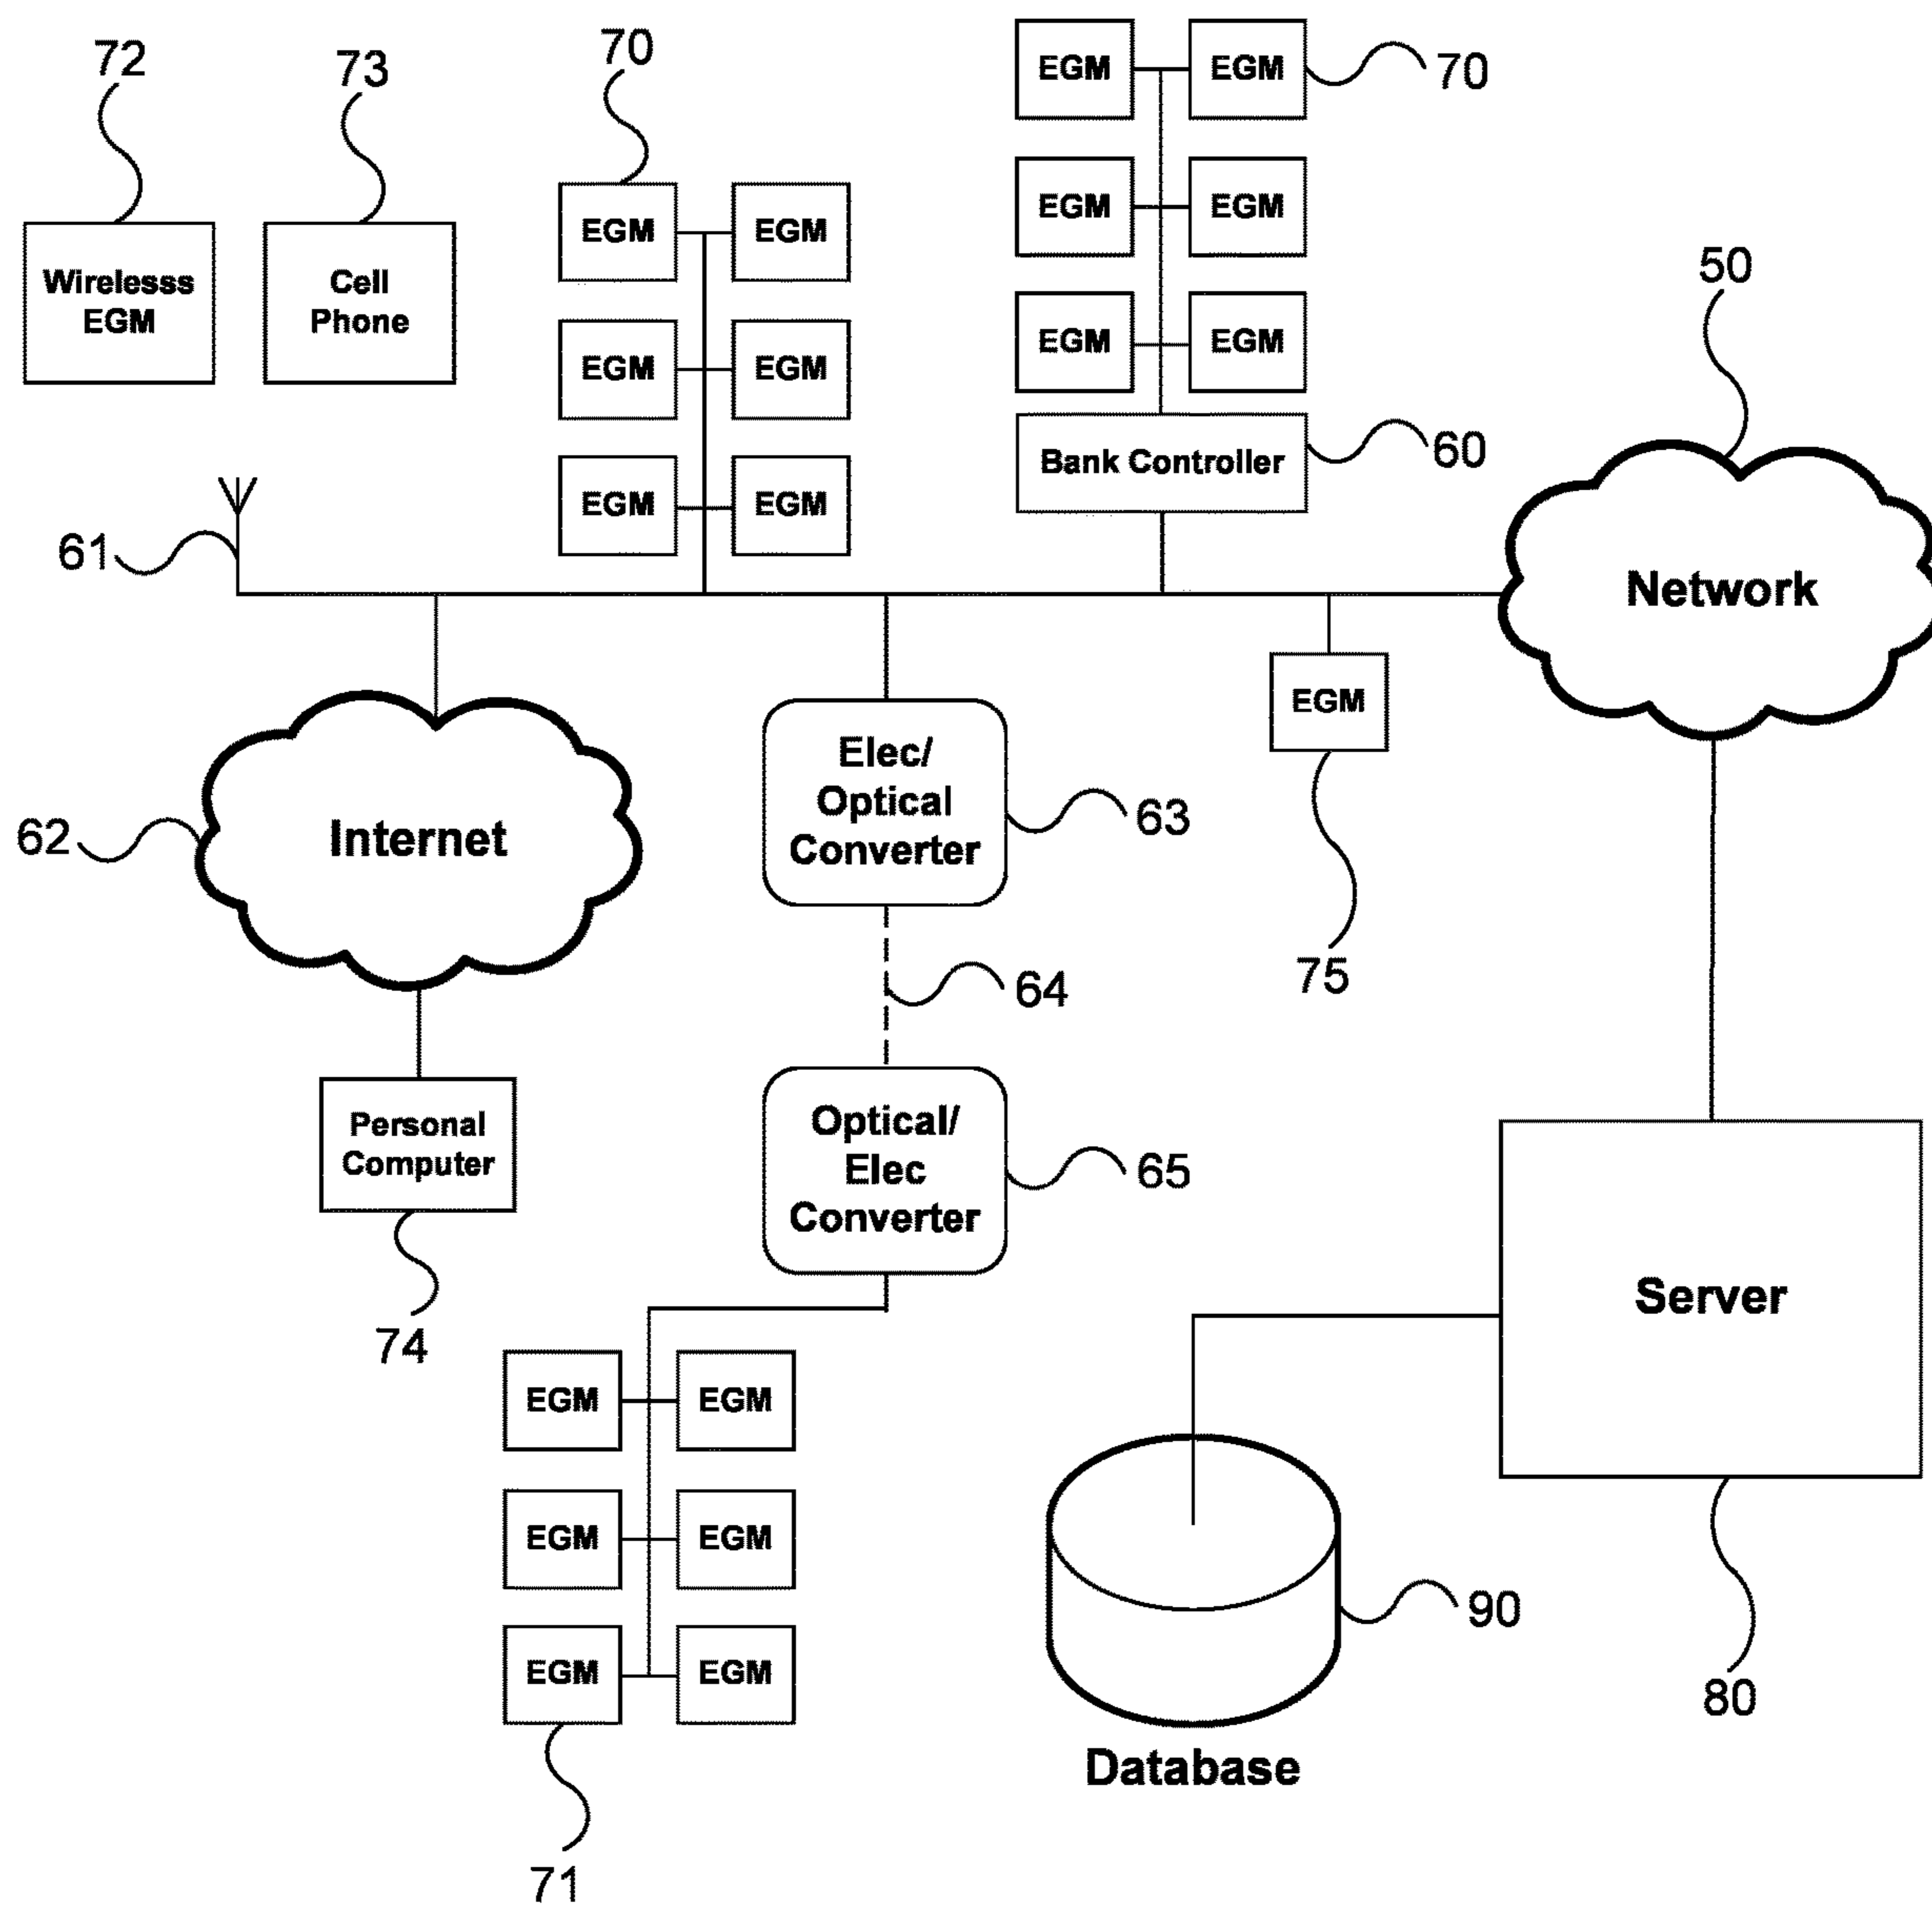 72
73
70
EGM
EGM
70
EGM
EGM
EGM
EGM
Wirelesss
EGM
Cell
Phone
EGM
EGM
EGM
EGM
EGM
EGM
Bank Controller
60
50
61
Network
EGM
75
62
Internet
Elec/
Optical
Converter
63
64
Personal
Computer
74
Optical/
Elec
Converter
65
Server
80
EGM
EGM
EGM
EGM
EGM
EGM
71
90
Database